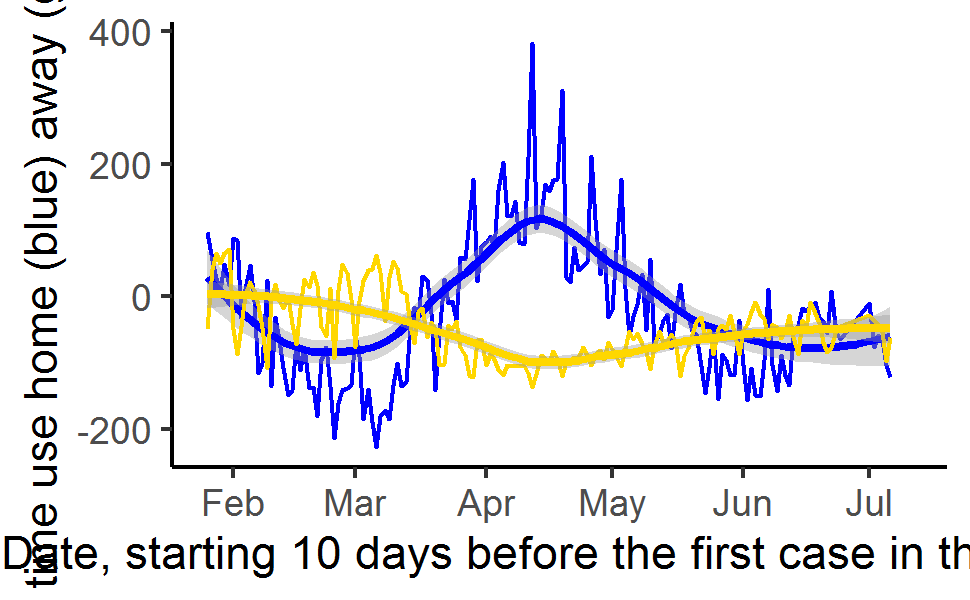 time use home (blue) away (
400
200
0
-200
Feb Mar Apr May Jun Jul
Date, starting 10 days before the first case in th